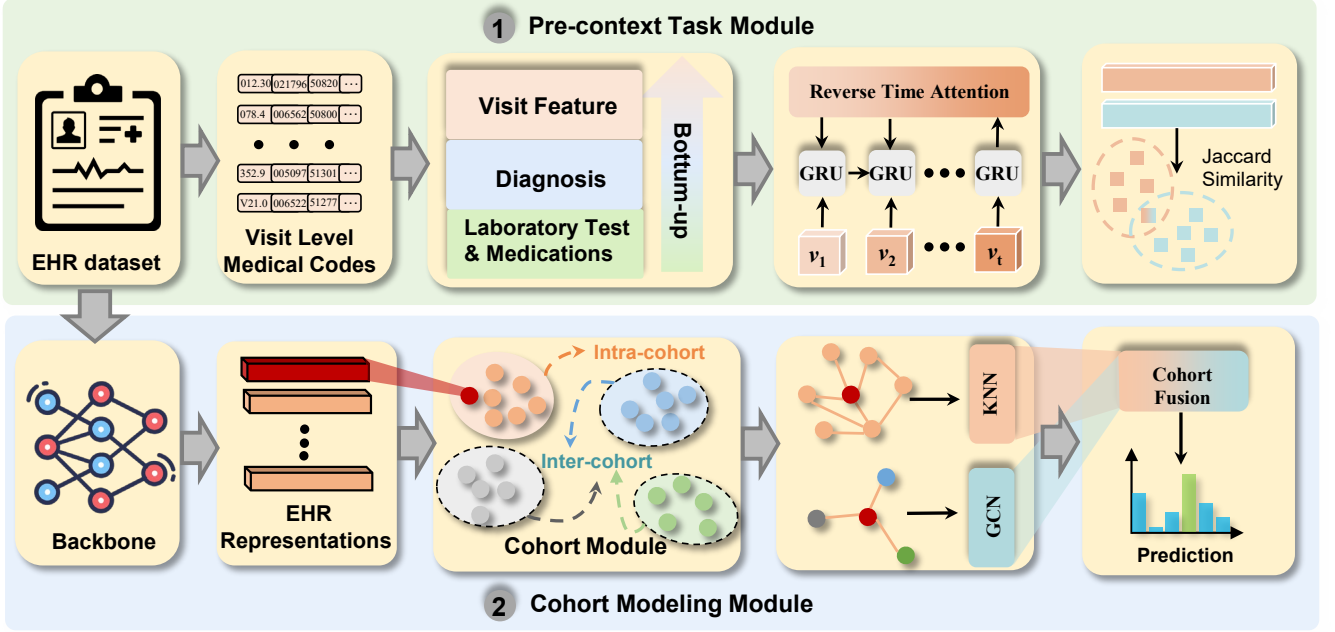 1 Pre-context Task Module
EHR dataset
012.30 021796 50820 ...
078.4 006562 50800 ...
352.9 005097 51301 ...
V21.0 006522 51277 ...
Visit Level
Medical Codes
Visit Feature
Diagnosis
Laboratory Test
& Medications
Bottum-up
Reverse Time Attention
GRU GRU GRU
v1 v2 vt
Jaccard
Similarity
Backbone
EHR
Representations
Intra-cohort
Inter-cohort
Cohort Module
KNN
GCN
Cohort
Fusion
Prediction
2 Cohort Modeling Module